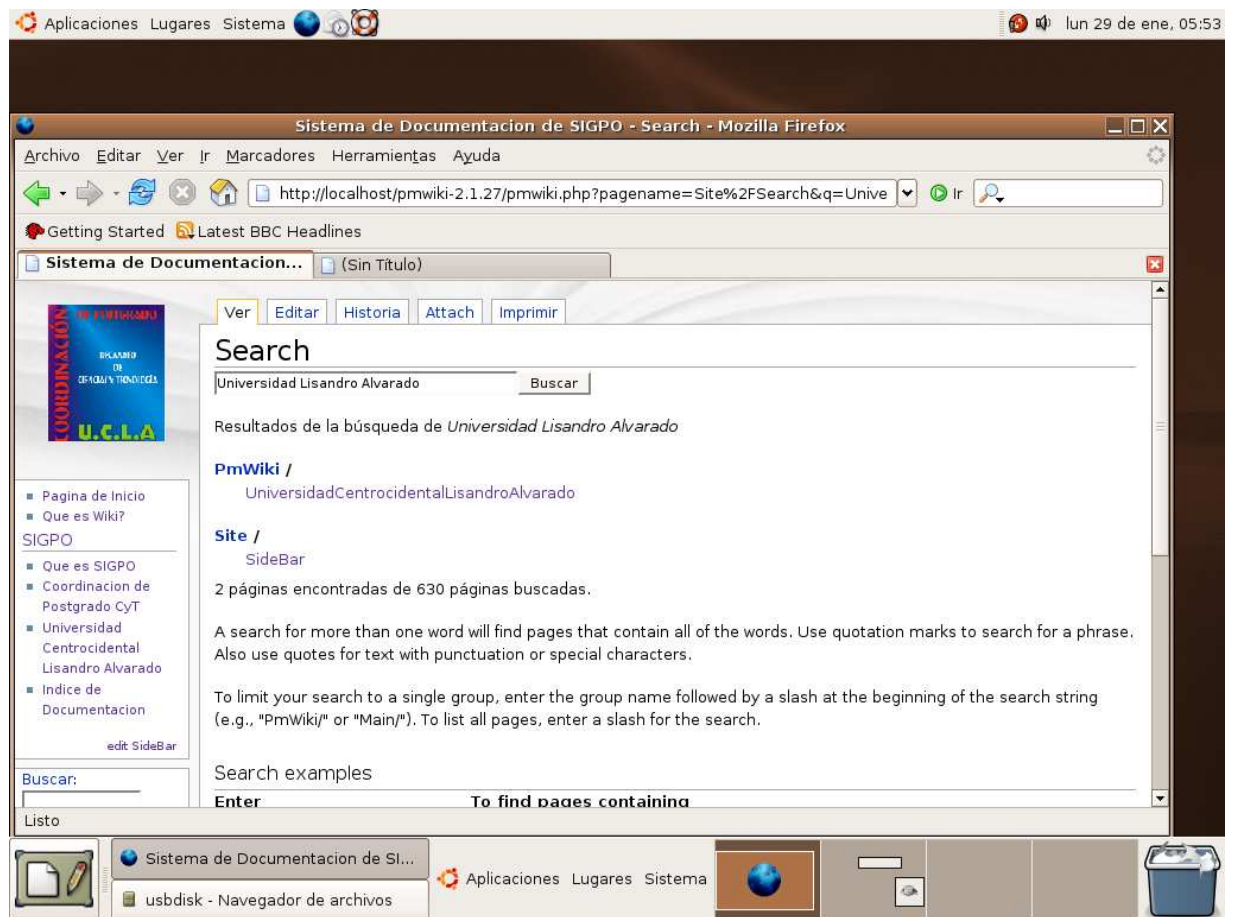 Aplicaciones Lugares Sistema
lun 29 de ene, 05:53
Sistema de Documentacion de SIGPO - Search - Mozilla Firefox
Archivo Editar Ver Ir Marcadores Herramientas Ayuda
http://localhost/pmwiki-2.1.27/pmwiki.php?pagename=Site%2FSearch&q=Unive
Ir
Getting Started Latest BBC Headlines
Sistema de Documentacion... (Sin Título)
COORDINACIÓN
DE POSTGRADO
DECANATO
DE
CIENCIAS Y TECNOLOGÍA
U.C.L.A
Pagina de Inicio
Que es Wiki?
SIGPO
Que es SIGPO
Coordinacion de
Postgrado CyT
Universidad
Centrocidental
Lisandro Alvarado
Indice de
Documentacion
edit SideBar
Buscar:
Ver Editar Historia Attach Imprimir
Search
Universidad Lisandro Alvarado Buscar
Resultados de la búsqueda de Universidad Lisandro Alvarado
PmWiki /
UniversidadCentrocidentalLisandroAlvarado
Site /
SideBar
2 páginas encontradas de 630 páginas buscadas.
A search for more than one word will find pages that contain all of the words. Use quotation marks to search for a phrase.
Also use quotes for text with punctuation or special characters.
To limit your search to a single group, enter the group name followed by a slash at the beginning of the search string
(e.g., "PmWiki/" or "Main/"). To list all pages, enter a slash for the search.
Search examples
Enter To find pages containing
Listo
Sistema de Documentacion de SI...
usbdisk - Navegador de archivos
Aplicaciones Lugares Sistema